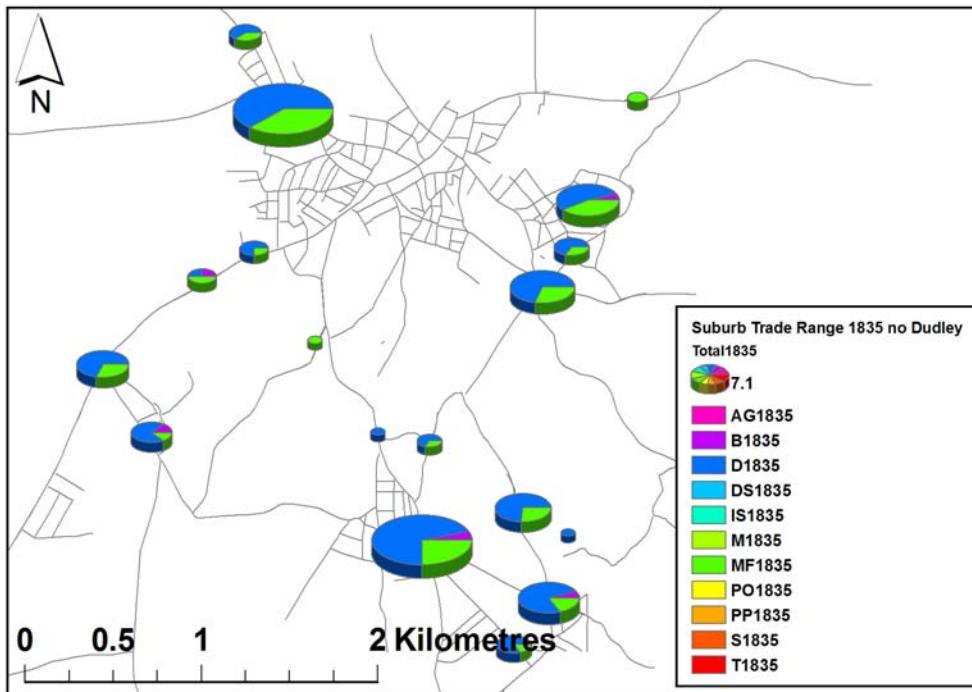 N
Suburb Trade Range 1835 no Dudley
Total1835
7.1
AG1835
B1835
D1835
DS1835
IS1835
M1835
MF1835
PO1835
PP1835
S1835
T1835
0 0.5 1 2 Kilometres